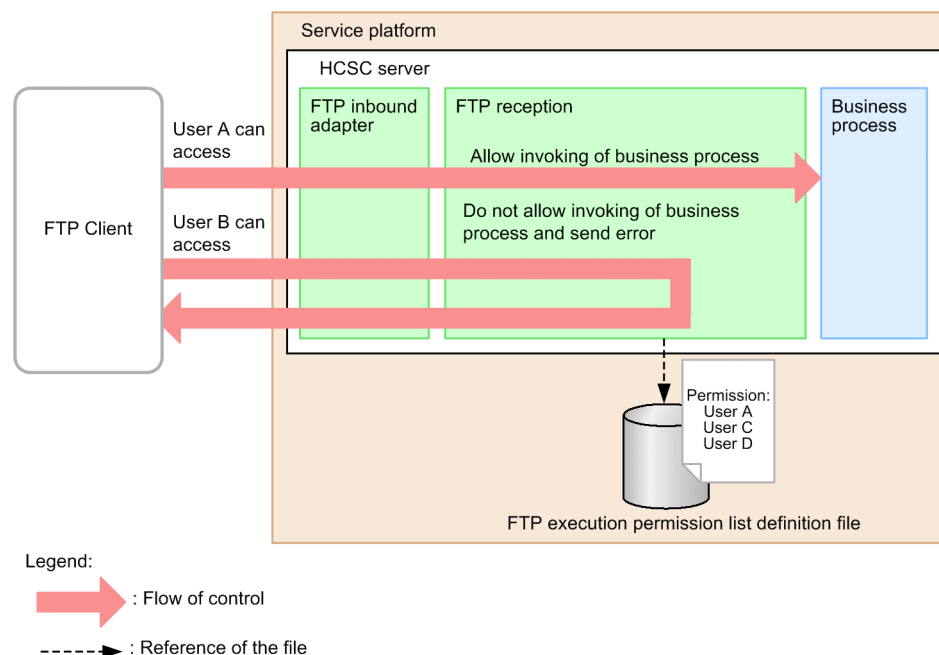 Service platform
HCSC server
FTP inbound
adapter
FTP reception
Business
process
User A can
access
Allow invoking of business process
FTP Client
User B can
access
Do not allow invoking of business
process and send error
Permission:
User A
User C
User D
FTP execution permission list definition file
Legend:
: Flow of control
: Reference of the file